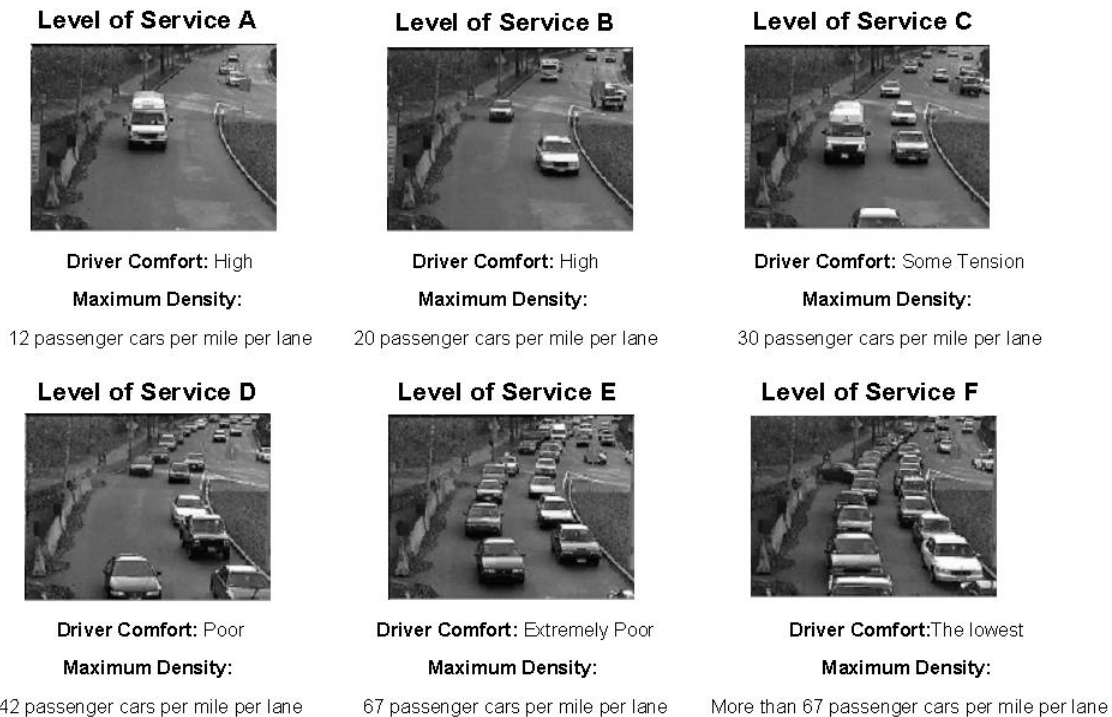 Level of Service A
Level of Service B
Level of Service C
Driver Comfort: High
Driver Comfort: High
Driver Comfort: Some Tension
Maximum Density:
Maximum Density:
Maximum Density:
12 passenger cars per mile per lane
20 passenger cars per mile per lane
30 passenger cars per mile per lane
Level of Service D
Level of Service E
Level of Service F
Driver Comfort: Poor
Driver Comfort: Extremely Poor
Driver Comfort:The lowest
Maximum Density:
Maximum Density:
Maximum Density:
42 passenger cars per mile per lane
67 passenger cars per mile per lane
More than 67 passenger cars per mile per lane